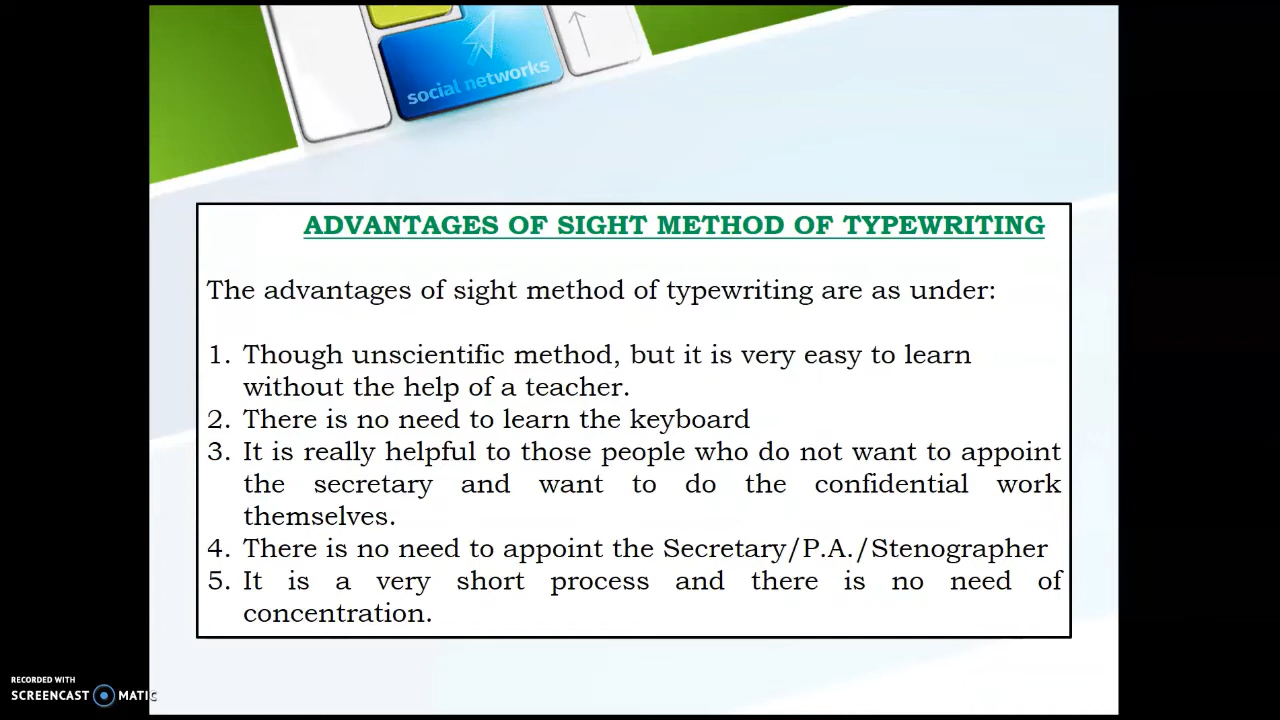 social networks
ADVANTAGES OF SIGHT METHOD OF TYPEWRITING
The advantages of sight method of typewriting are as under:
1. Though unscientific method, but it is very easy to learn
without the help of a teacher.
2. There is no need to learn the keyboard
3. It is really helpful to those people who do not want to appoint
the secretary and want to do the confidential work
themselves.
4. There is no need to appoint the Secretary/P.A./Stenographer
5. It is a very short process and there is no need of
concentration.
RECORDED WITH
SCREENCAST MATIC